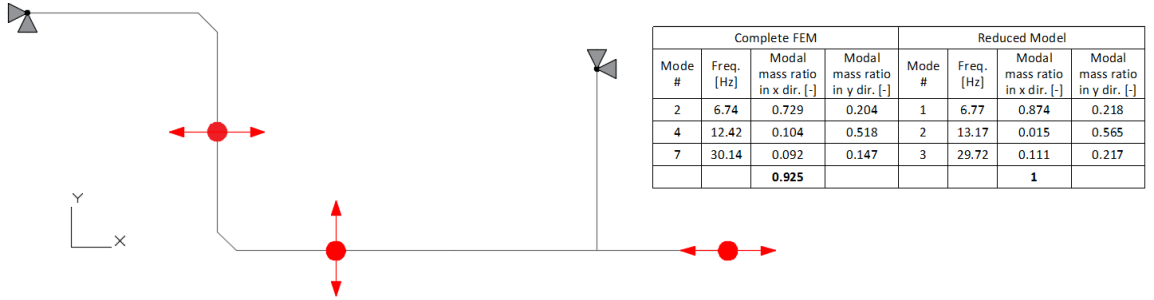 Complete FEM Reduced Model
Mode # Freq. [Hz] Modal mass ratio in x dir. [-] Modal mass ratio in y dir. [-] Mode # Freq. [Hz] Modal mass ratio in x dir. [-] Modal mass ratio in y dir. [-]
2 6.74 0.729 0.204 1 6.77 0.874 0.218
4 12.42 0.104 0.518 2 13.17 0.015 0.565
7 30.14 0.092 0.147 3 29.72 0.111 0.217
0.925 1
Y
X